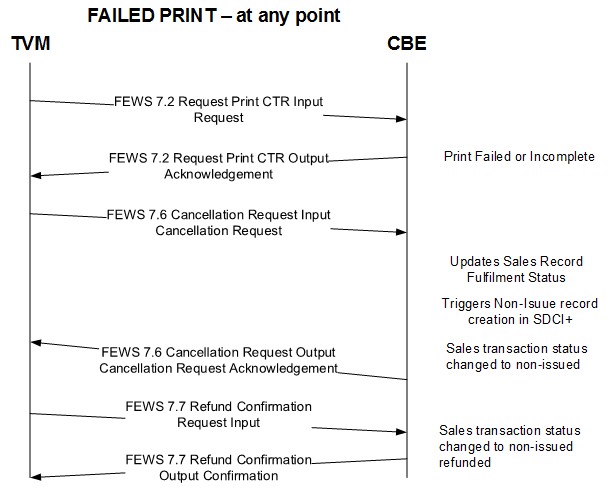 FAILED PRINT – at any point
TVM
CBE
FEWS 7.2 Request Print CTR Input
Request
FEWS 7.2 Request Print CTR Output
Acknowledgement
Print Failed or Incomplete
FEWS 7.6 Cancellation Request Input
Cancellation Request
Updates Sales Record
Fulfilment Status
Triggers Non-Isuue record
creation in SDCI+
FEWS 7.6 Cancellation Request Output
Cancellation Request Acknowledgement
Sales transaction status
changed to non-issued
FEWS 7.7 Refund Confirmation
Request Input
Sales transaction status
changed to non-issued
refunded
FEWS 7.7 Refund Confirmation
Output Confirmation